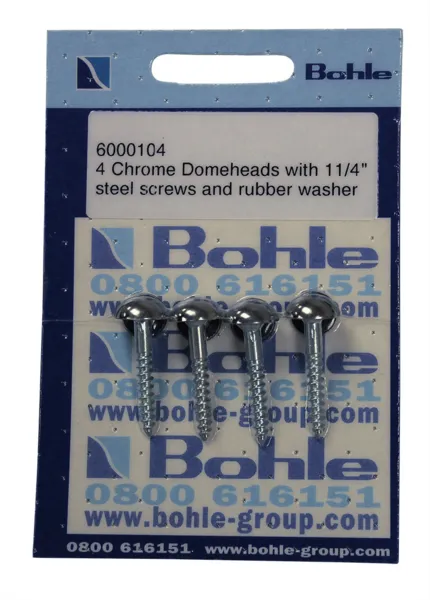 Bohle
6000104
4 Chrome Domeheads with 11/4"
steel screws and rubber washer
Bohle
0800 616151
www.bohle-group.com
Bohle
0800 616151
www.bohle-group.com
Bohle
0800 616151
www.bohle-group.com
0800 616151 www.bohle-group.com